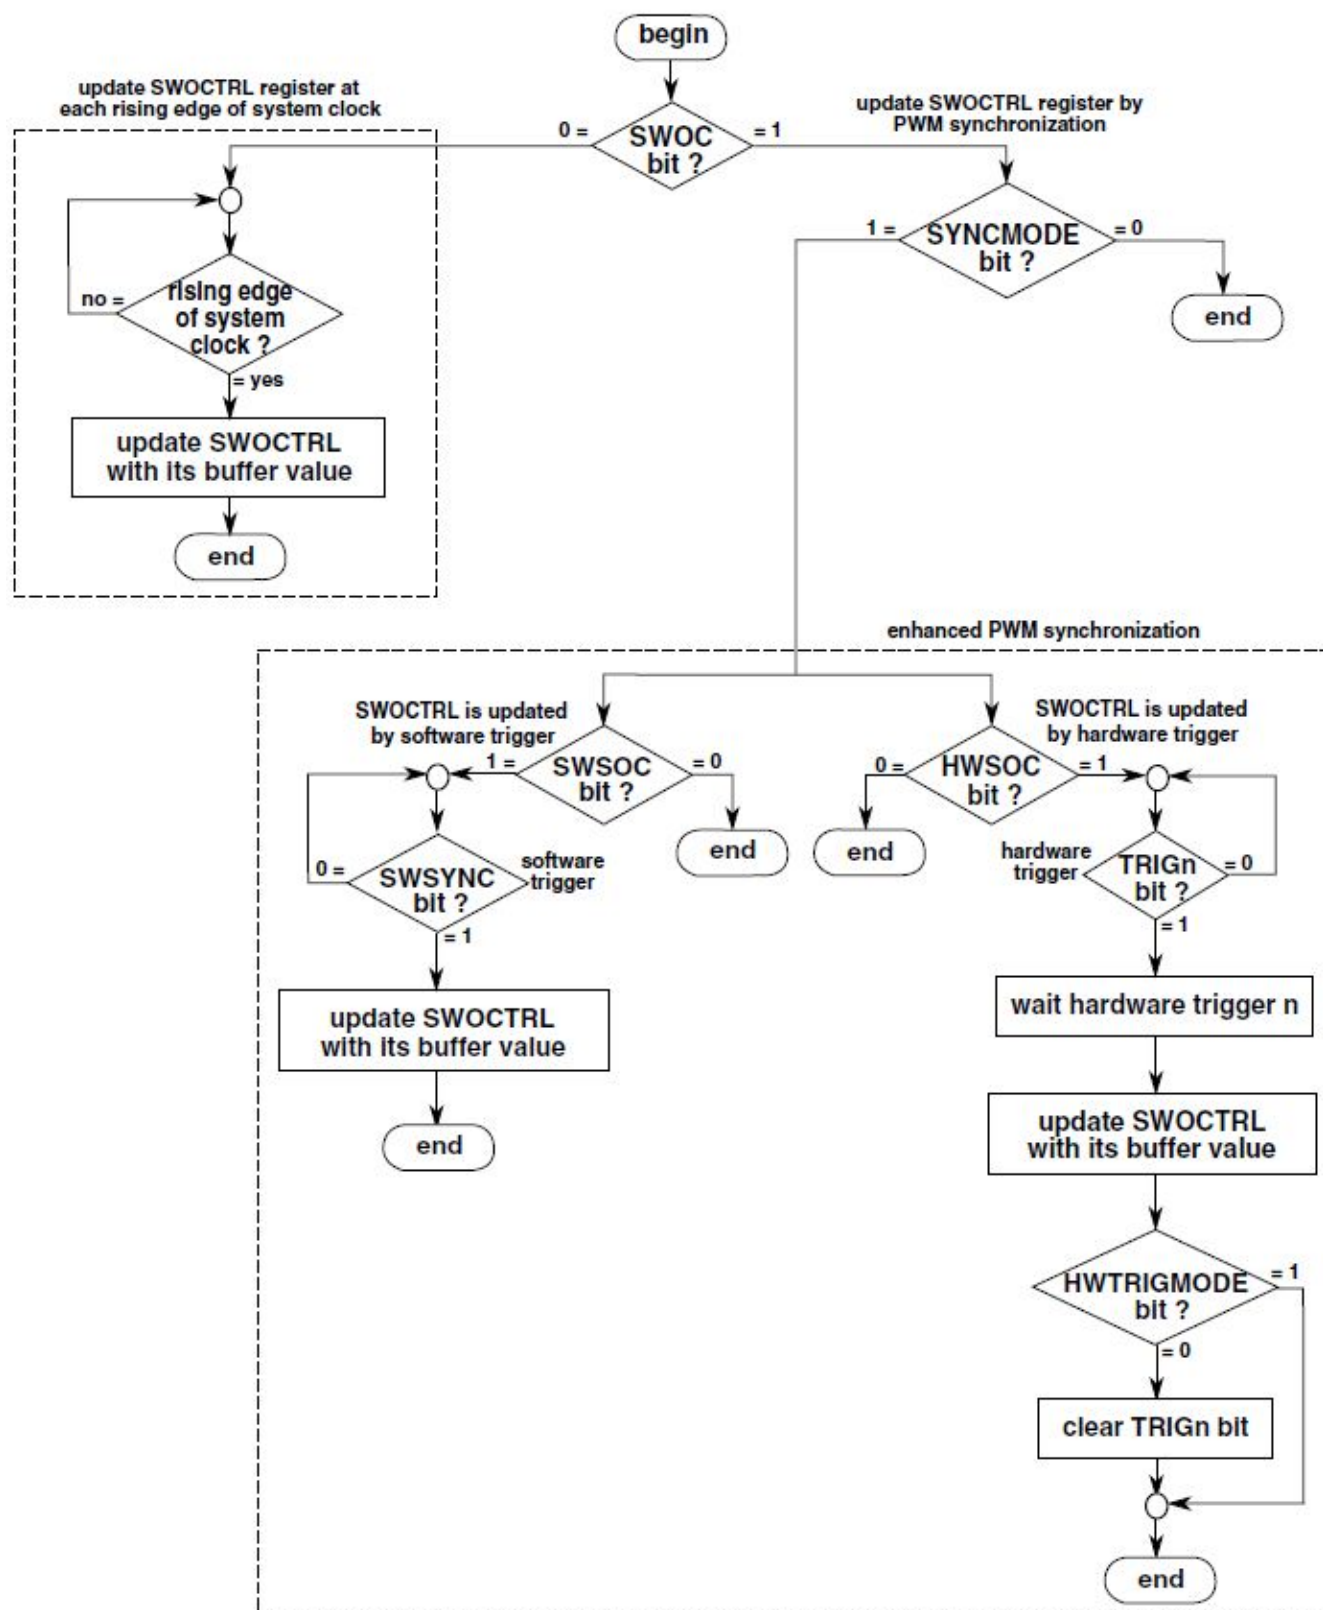 begin
update SWOCTRL register at
each rising edge of system clock
update SWOCTRL register by
PWM synchronization
0 =
SWOC
bit ?
= 1
1 =
SYNCMODE
bit ?
= 0
end
no =
rising edge
of system
clock ?
= yes
update SWOCTRL
with its buffer value
end
enhanced PWM synchronization
SWOCTRL is updated
by software trigger
1 =
SWSOC
bit ?
= 0
end
SWOCTRL is updated
by hardware trigger
0 =
HWSOC
bit ?
= 1
end
0 =
SWSYNC
bit ?
software
trigger
= 1
update SWOCTRL
with its buffer value
end
hardware
trigger
TRIGn
bit ?
= 0
= 1
wait hardware trigger n
update SWOCTRL
with its buffer value
HWTRIGMODE
bit ?
= 1
= 0
clear TRIGn bit
end